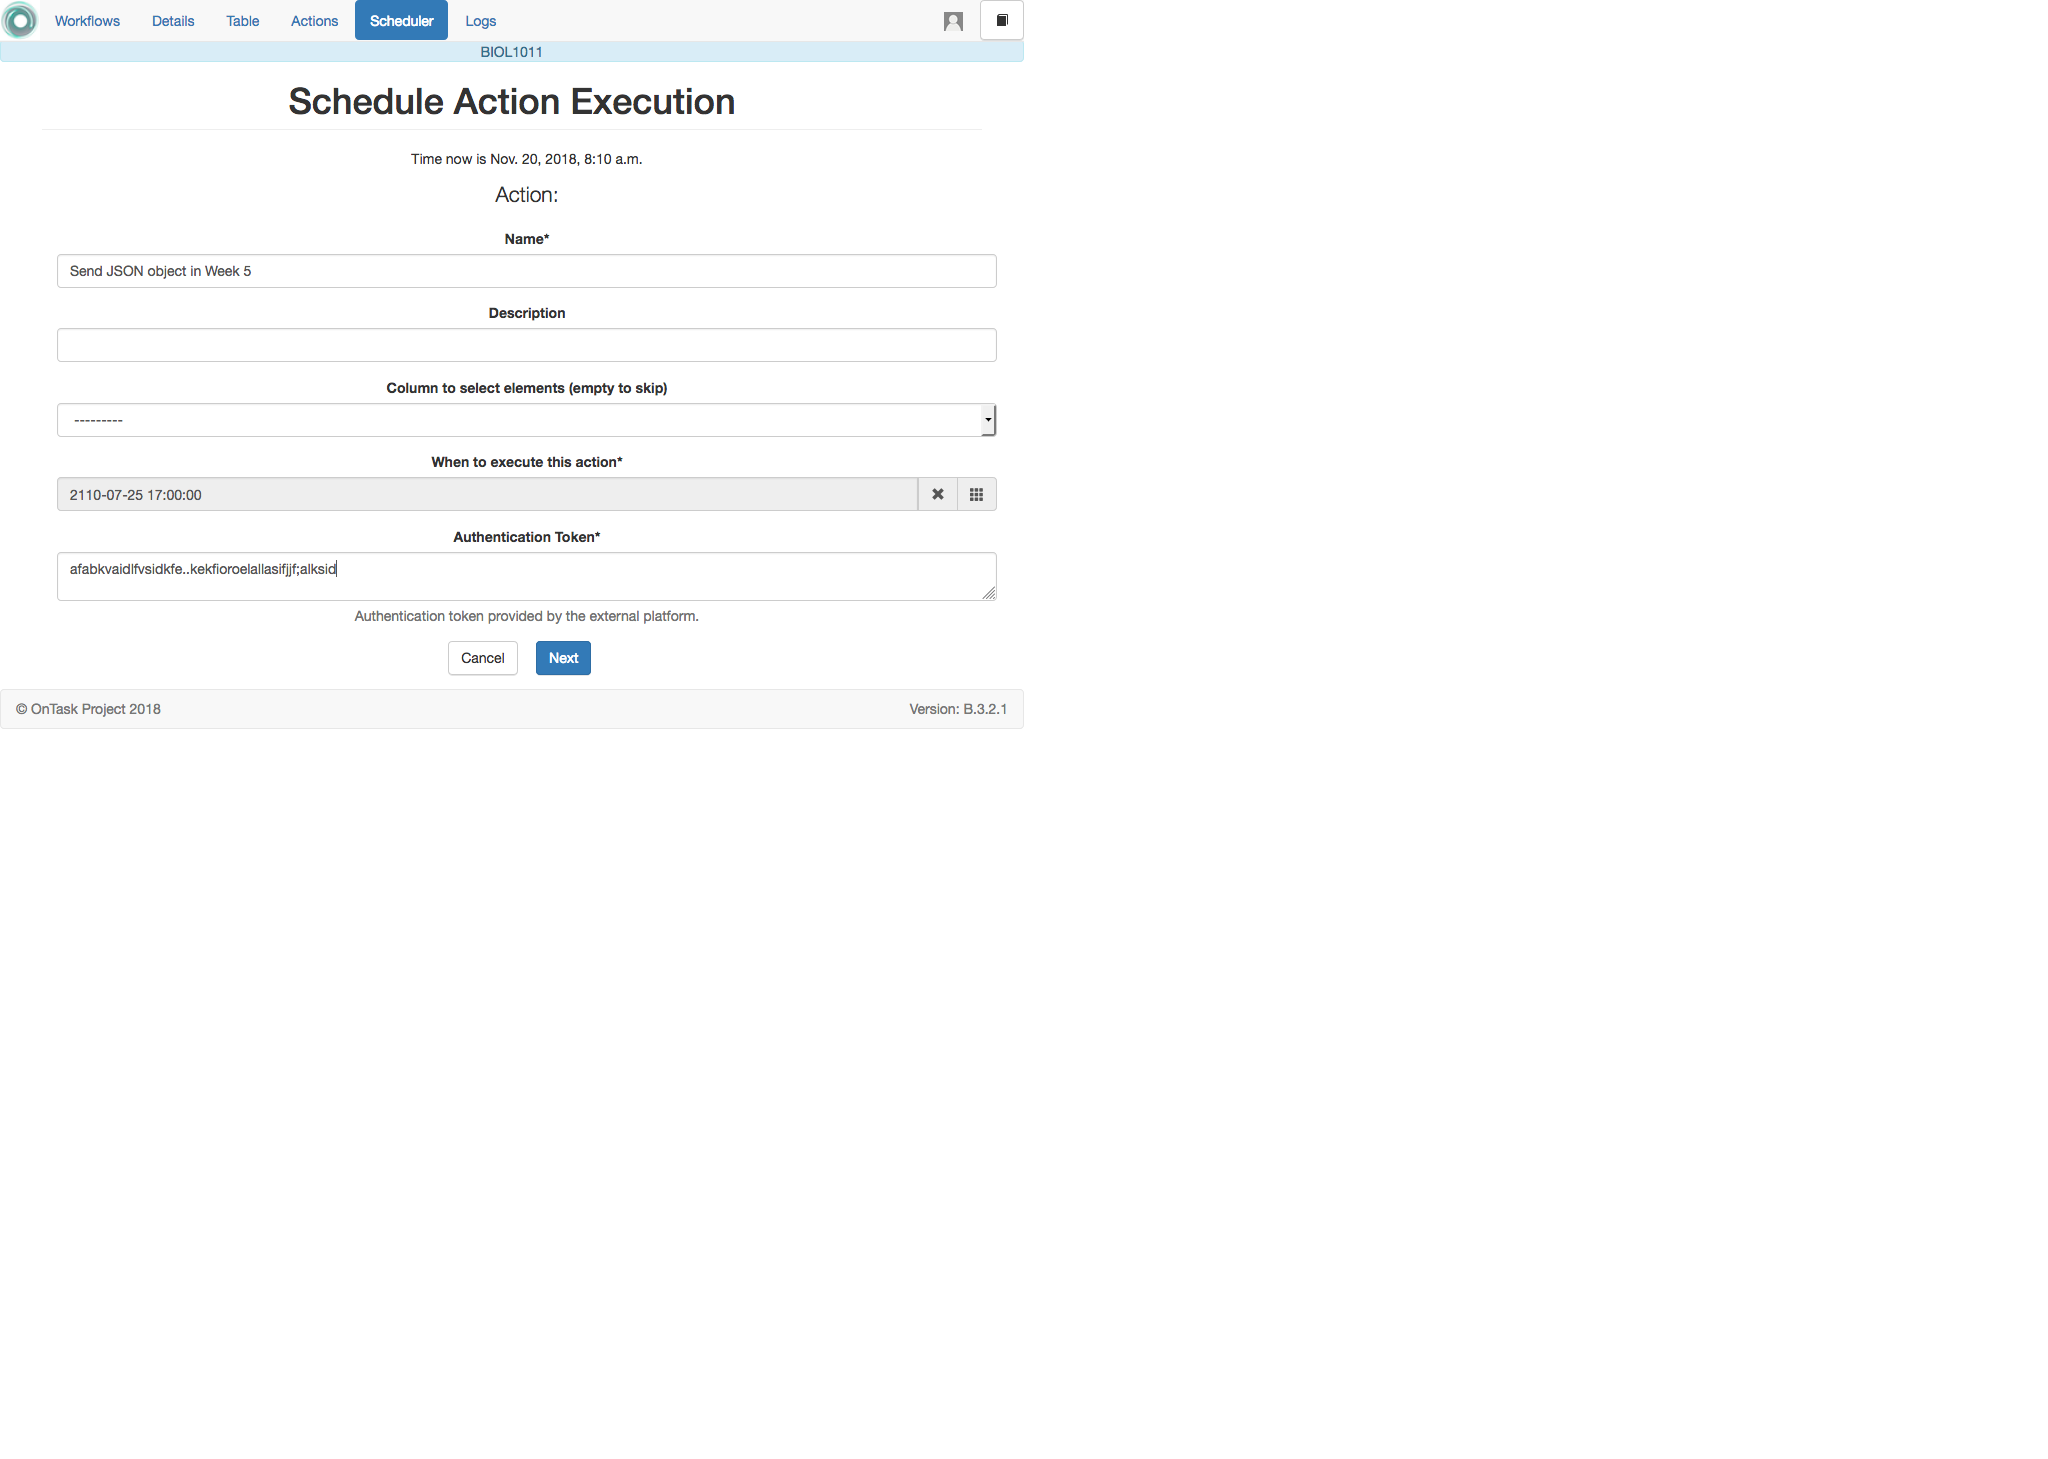 Workflows Details Table Actions Scheduler Logs
BIOL1011
Schedule Action Execution
Time now is Nov. 20, 2018, 8:10 a.m.
Action:
Name*
Send JSON object in Week 5
Description
Column to select elements (empty to skip)
---------
When to execute this action*
2110-07-25 17:00:00
Authentication Token*
afabkvaidlfvsidkfe..kekfioroelallasifjjf;alksid
Authentication token provided by the external platform.
Cancel Next
© OnTask Project 2018 Version: B.3.2.1